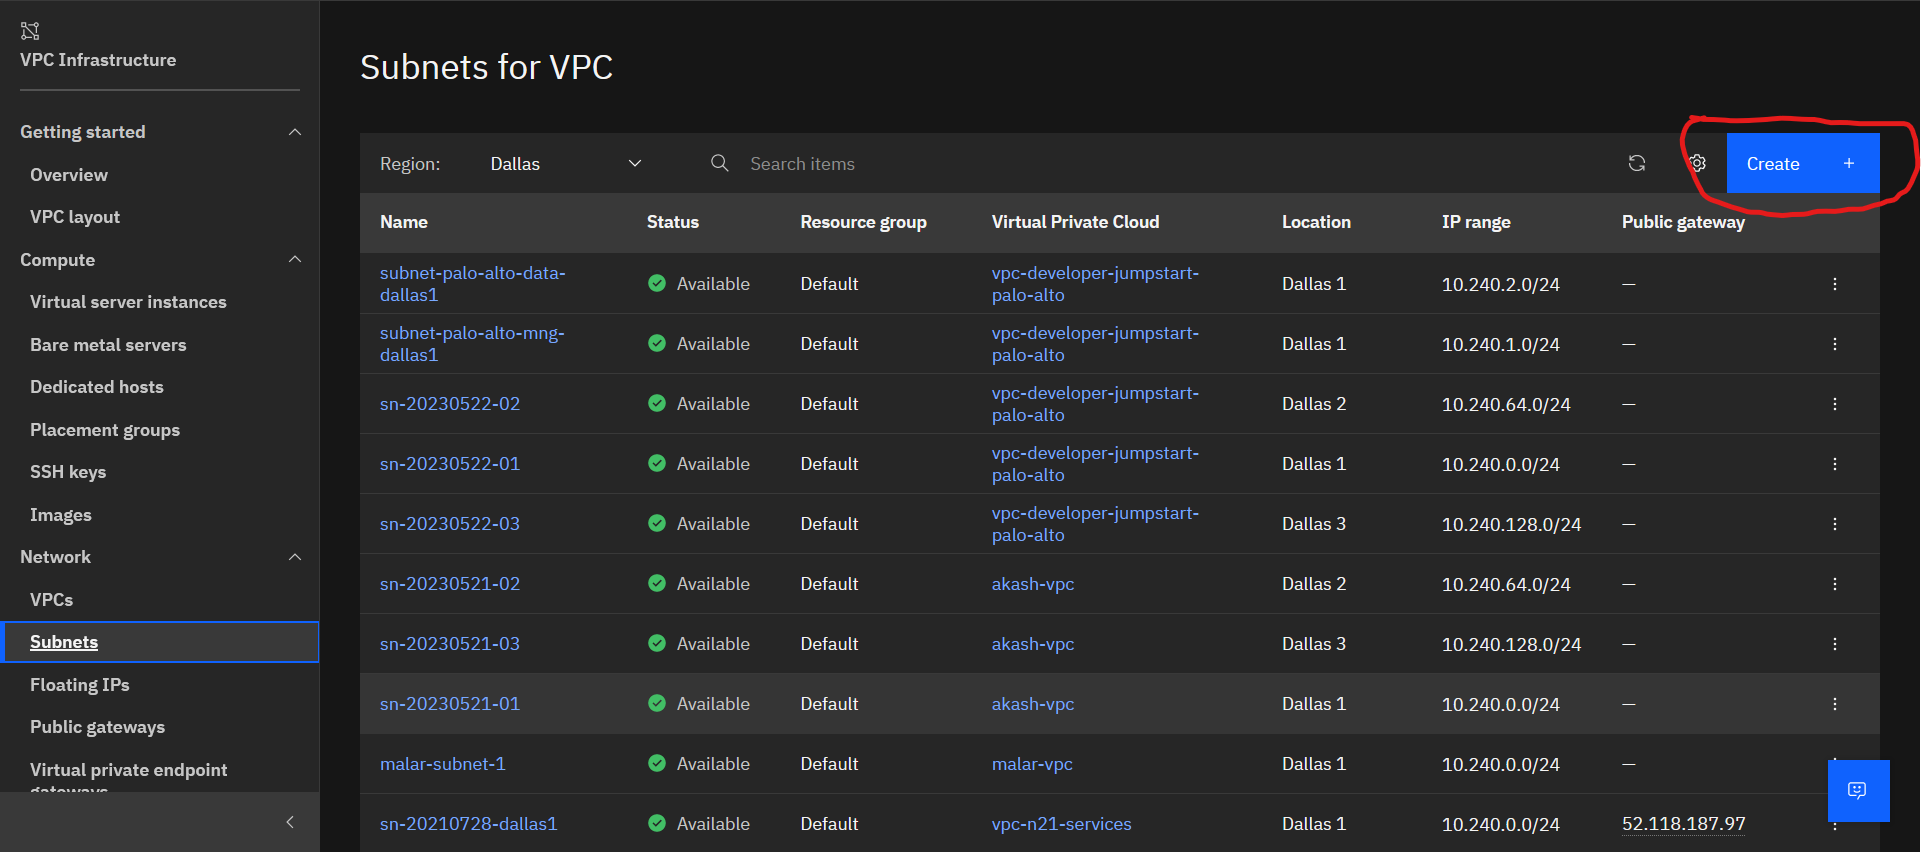 VPC Infrastructure
Getting started
Overview
VPC layout
Compute
Virtual server instances
Bare metal servers
Dedicated hosts
Placement groups
SSH keys
Images
Network
VPCs
Subnets
Floating IPs
Public gateways
Virtual private endpoint
gateways
Subnets for VPC
Region: Dallas Search items Create +
Name Status Resource group Virtual Private Cloud Location IP range Public gateway
subnet-palo-alto-data-
dallas1 Available Default vpc-developer-jumpstart-
palo-alto Dallas 1 10.240.2.0/24 —
subnet-palo-alto-mng-
dallas1 Available Default vpc-developer-jumpstart-
palo-alto Dallas 1 10.240.1.0/24 —
sn-20230522-02 Available Default vpc-developer-jumpstart-
palo-alto Dallas 2 10.240.64.0/24 —
sn-20230522-01 Available Default vpc-developer-jumpstart-
palo-alto Dallas 1 10.240.0.0/24 —
sn-20230522-03 Available Default vpc-developer-jumpstart-
palo-alto Dallas 3 10.240.128.0/24 —
sn-20230521-02 Available Default akash-vpc Dallas 2 10.240.64.0/24 —
sn-20230521-03 Available Default akash-vpc Dallas 3 10.240.128.0/24 —
sn-20230521-01 Available Default akash-vpc Dallas 1 10.240.0.0/24 —
malar-subnet-1 Available Default malar-vpc Dallas 1 10.240.0.0/24 —
sn-20210728-dallas1 Available Default vpc-n21-services Dallas 1 10.240.0.0/24 52.118.187.97